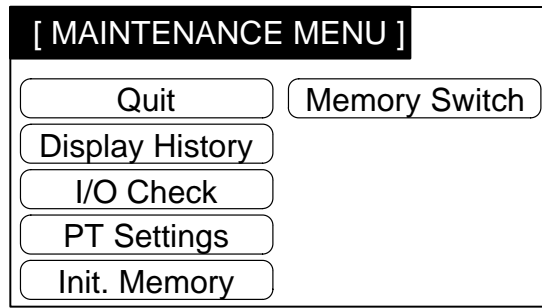 [ MAINTENANCE MENU ]
Quit
Memory Switch
Display History
I/O Check
PT Settings
Init. Memory